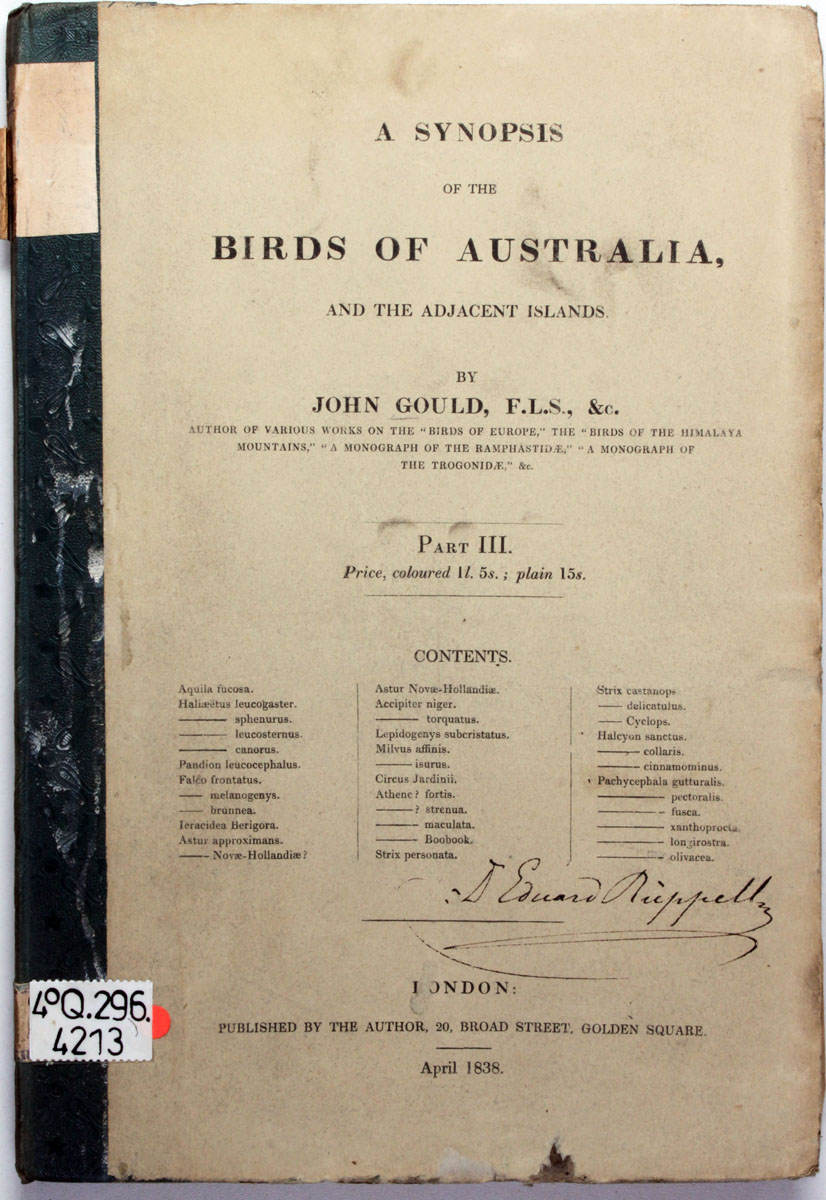 A SYNOPSIS
OF THE
BIRDS OF AUSTRALIA,
AND THE ADJACENT ISLANDS.
BY
JOHN GOULD, F.L.S., &c.
AUTHOR OF VARIOUS WORKS ON THE "BIRDS OF EUROPE," THE "BIRDS OF THE HIMALAYA
MOUNTAINS," "A MONOGRAPH OF THE RAMPHASTIDÆ," "A MONOGRAPH OF
THE TROGONIDÆ," &c.
PART III.
Price, coloured 1l. 5s. ; plain 15s.
CONTENTS.
Aquila fucosa.
Haliæëtus leucogaster.
——— sphenurus.
——— leucosternus.
——— canorus.
Pandion leucocephalus.
Falco frontatus.
—— melanogenys.
—— brunnea.
Ieracidea Berigora.
Astur approximans.
—— Novæ-Hollandiæ?
Astur Novæ-Hollandiæ.
Accipiter niger.
——— torquatus.
Lepidogenys subcristatus.
Milvus affinis.
——— isurus.
Circus Jardinii.
Athene? fortis.
———? strenua.
——— maculata.
——— Boobook.
Strix personata.
Strix castanops
—— delicatulus.
—— Cyclops.
Halcyon sanctus.
——— collaris.
——— cinnamominus.
Pachycephala gutturalis.
——— pectoralis.
——— fusca.
——— xanthoprocta.
——— longirostra.
——— olivacea.
Dr Eduard Rüppell
LONDON:
PUBLISHED BY THE AUTHOR, 20, BROAD STREET, GOLDEN SQUARE.
April 1838.
4°Q.296.
4213